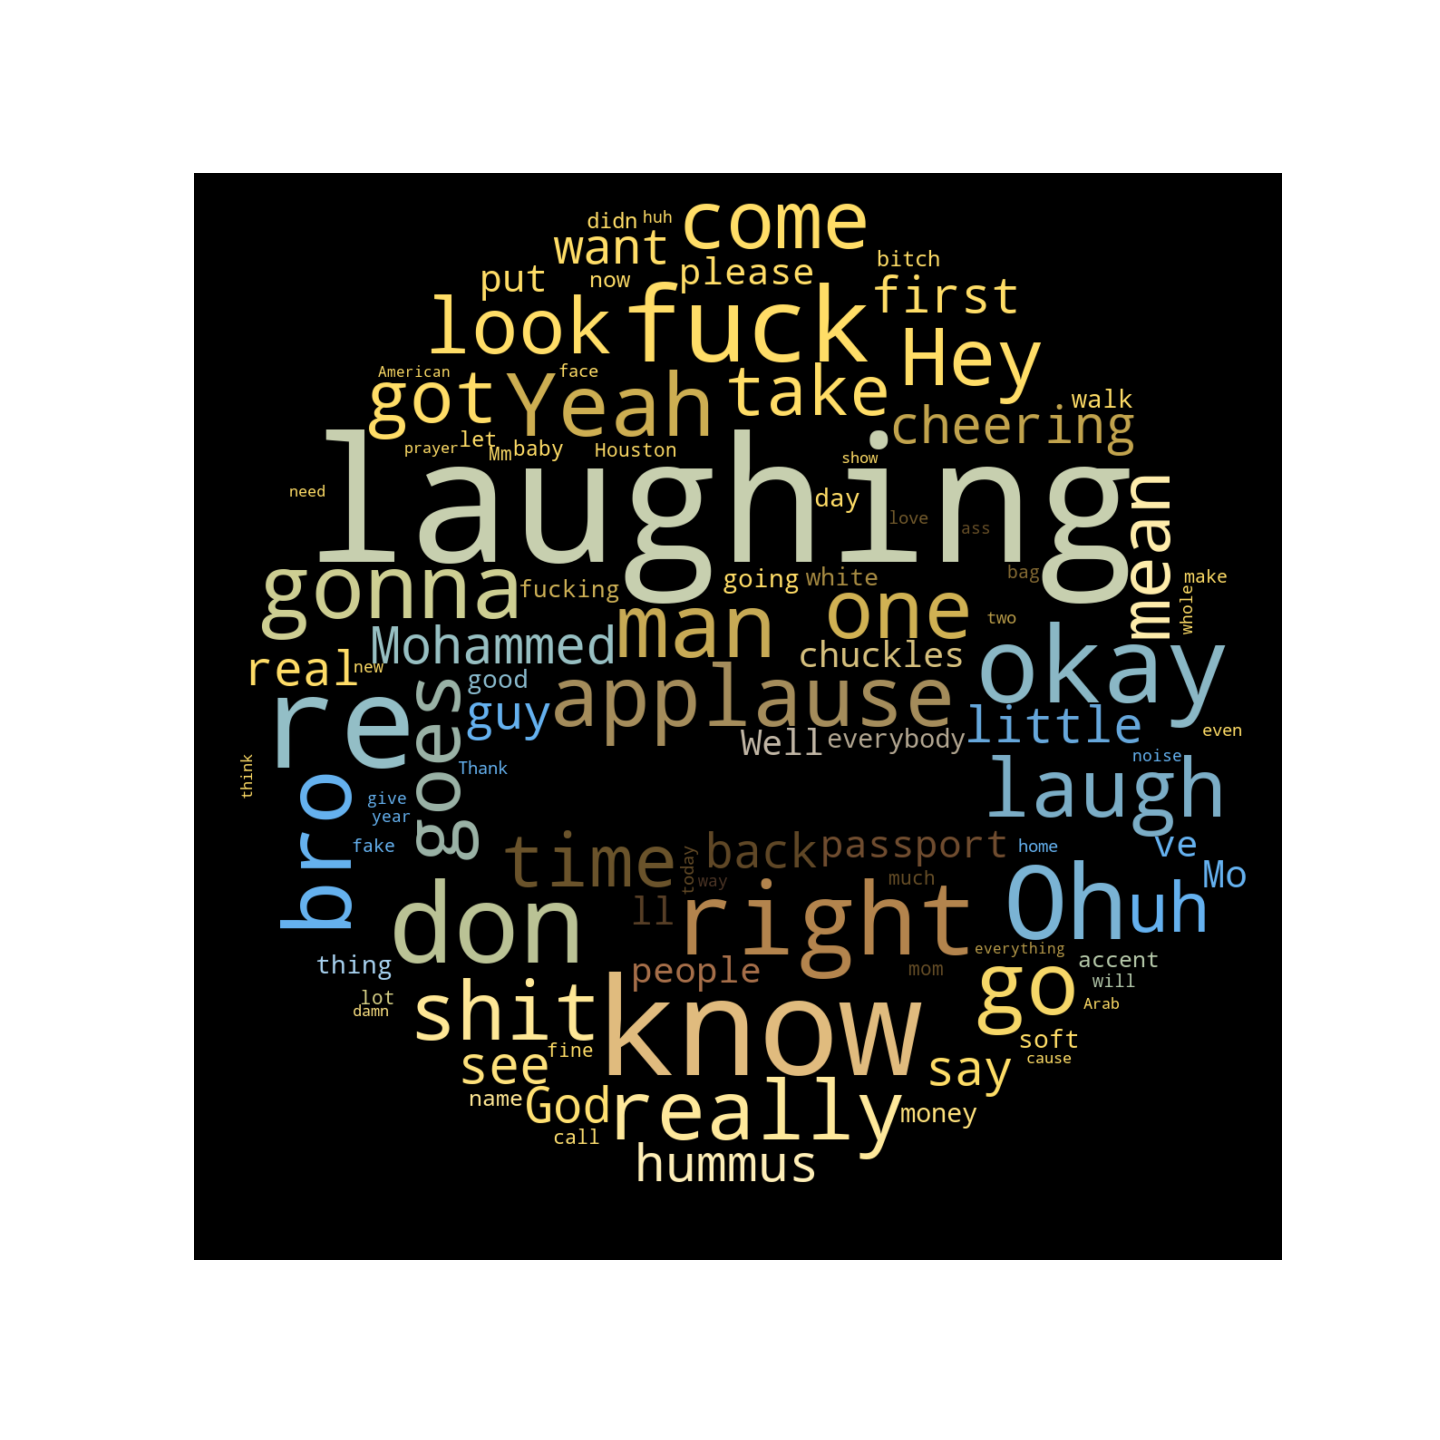 come
didn huh
want
please
bitch
put
now
first
look
fuck
Hey
American
face
got
Yeah
take
walk
cheering
prayer
let
Mm
baby
Houston
show
laughing
need
day
love
ass
mean
gonna
fucking
going
white
bag
make
whole
man
one
two
Mohammed
chuckles
okay
real
new
good
applause
re
goes
guy
little
Well
everybody
even
think
Thank
noise
bro
give
year
laugh
fake
time
today
back
passport
home
ve
way
much
Mo
don
ll
right
Oh
uh
everything
thing
people
mom
accent
go
will
lot
damn
shit
know
Arab
soft
see
fine
say
cause
name
God
really
money
call
hummus